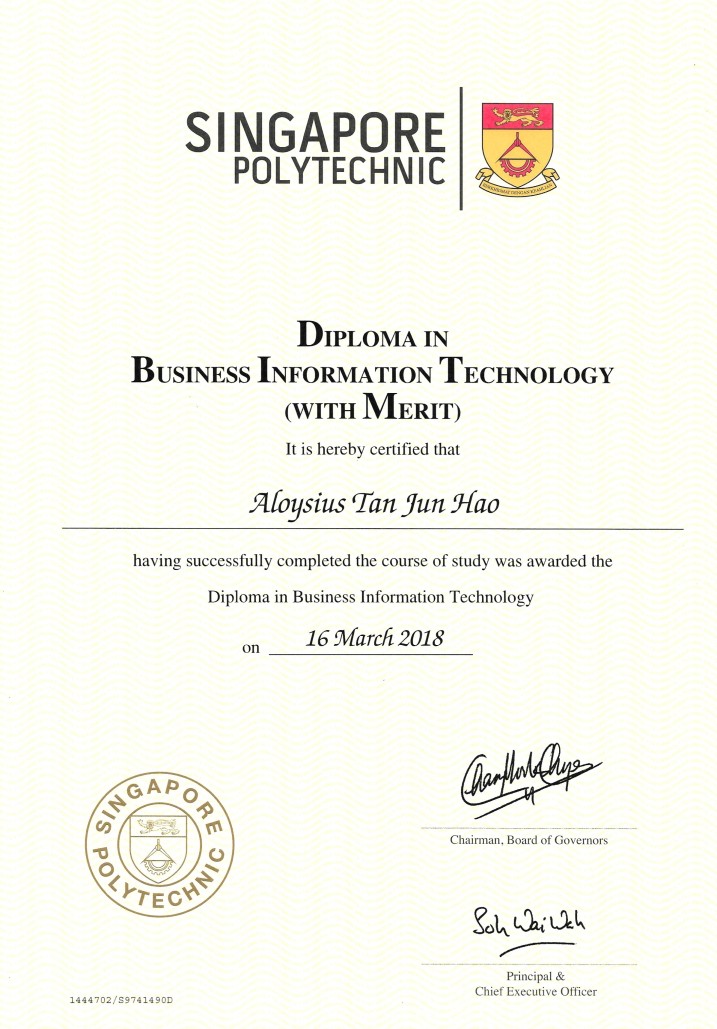 SINGAPORE
POLYTECHNIC
DIPLOMA IN
BUSINESS INFORMATION TECHNOLOGY
(WITH MERIT)
It is hereby certified that
Aloysius Tan Jun Hao
having successfully completed the course of study was awarded the
Diploma in Business Information Technology
on 16 March 2018
SINGAPORE
POLYTECHNIC
Chairman, Board of Governors
Soh Wai Wah
Principal &
Chief Executive Officer
1444702/S9741490D